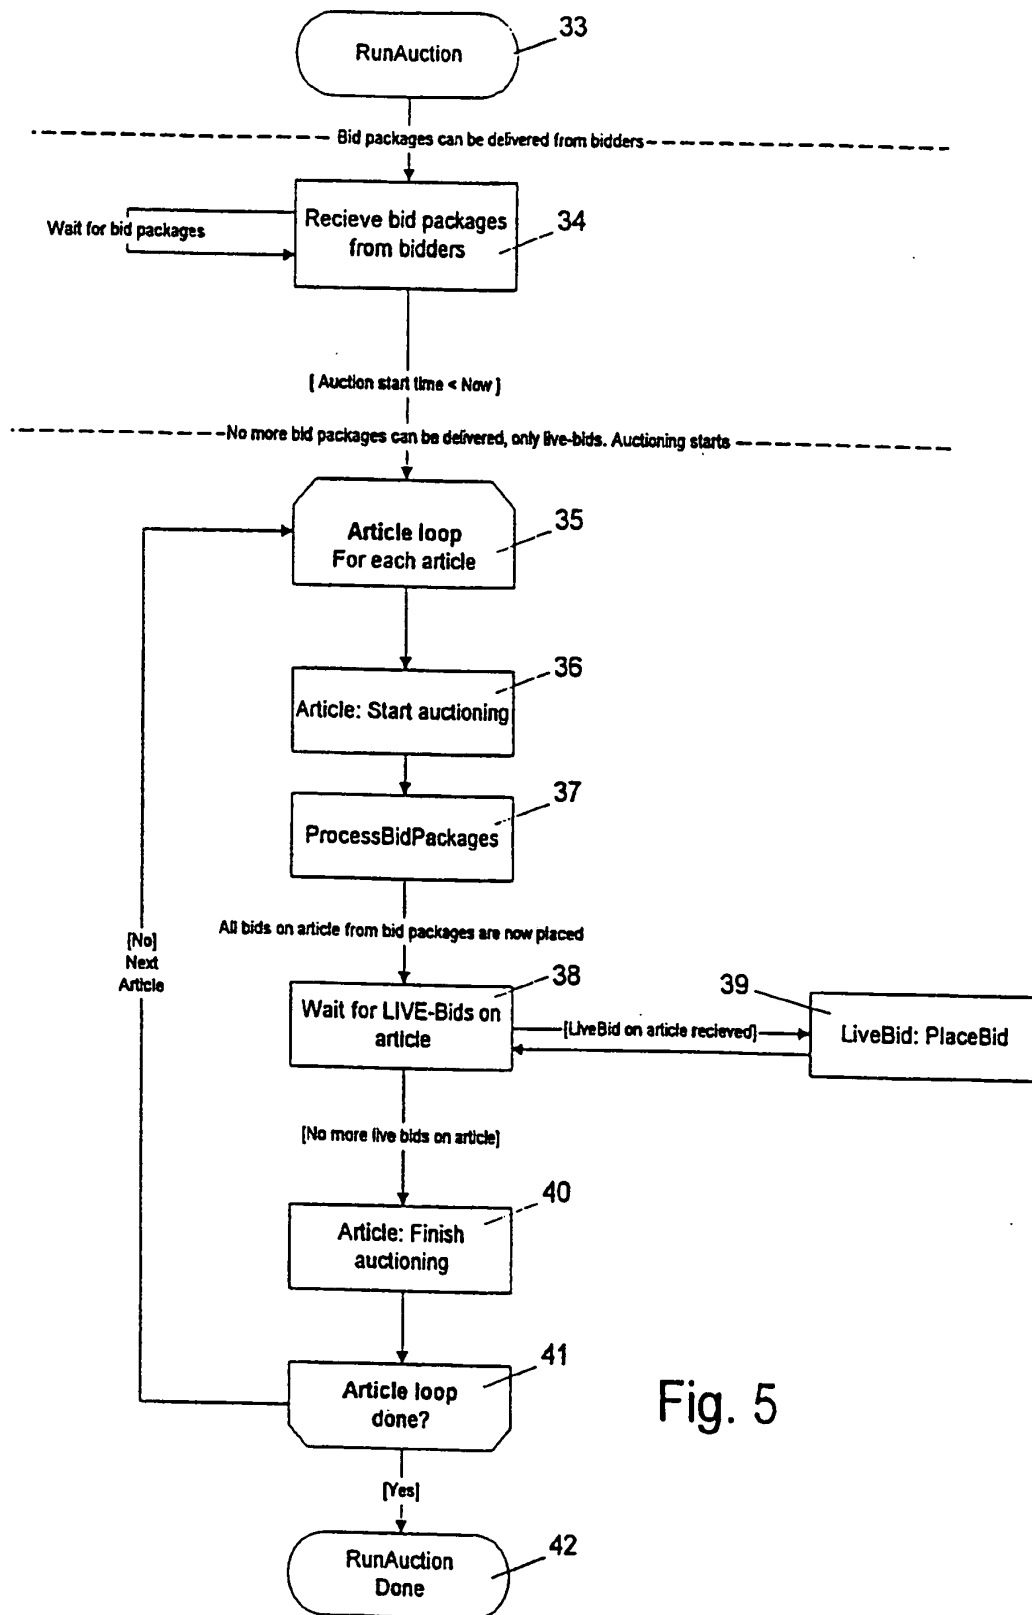 33
RunAuction
Bid packages can be delivered from bidders
Recieve bid packages
from bidders
34
Wait for bid packages
[ Auction start time < Now ]
No more bid packages can be delivered, only live-bids. Auctioning starts
Article loop
For each article
35
36
Article: Start auctioning
37
ProcessBidPackages
All bids on article from bid packages are now placed
[No]
Next
Article
38
Wait for LIVE-Bids on
article
[LiveBid on article recieved]
39
LiveBid: PlaceBid
[No more live bids on article]
40
Article: Finish
auctioning
41
Article loop
done?
Fig. 5
[Yes]
42
RunAuction
Done